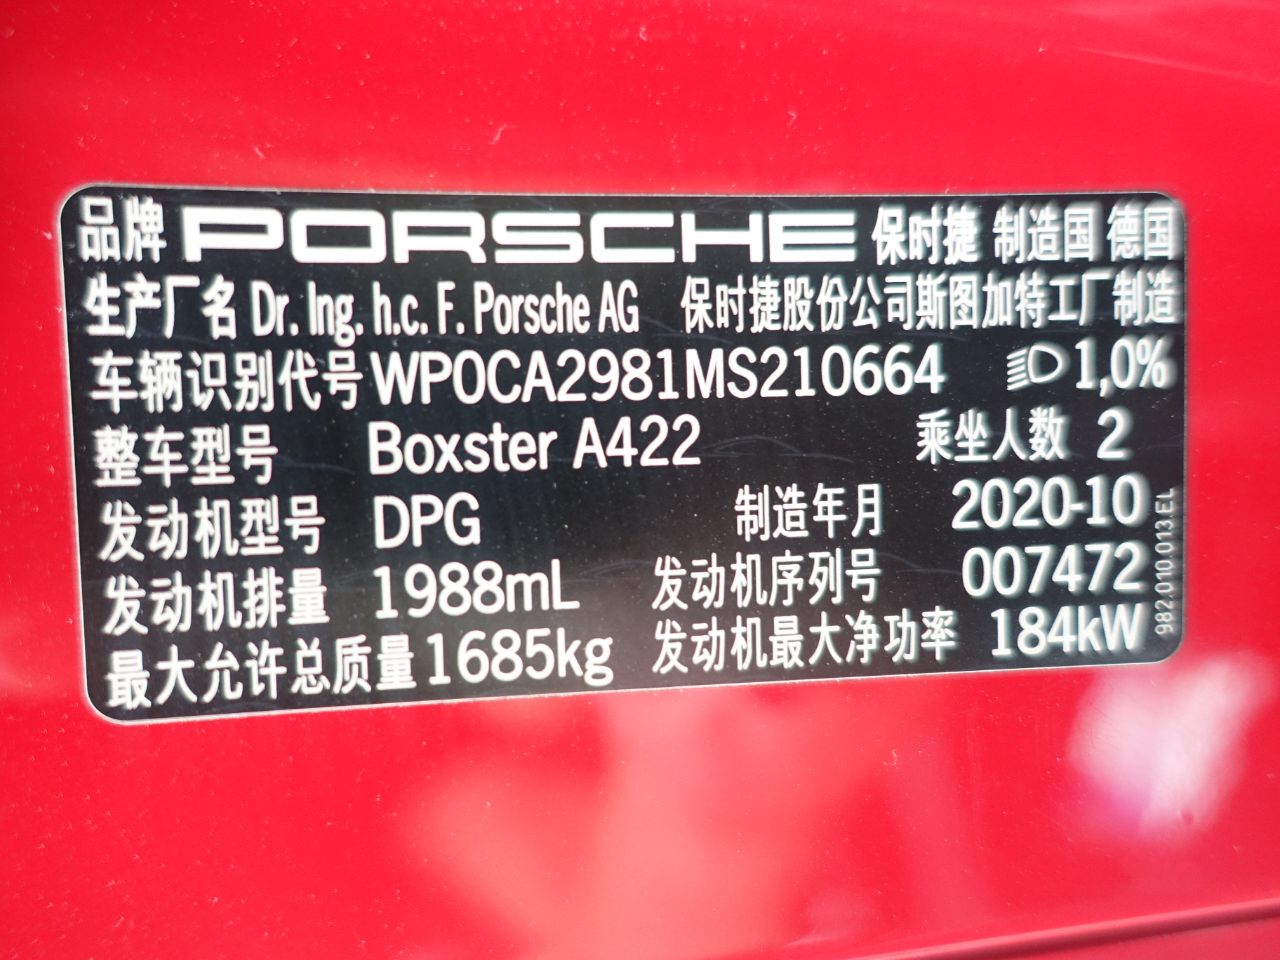 品牌 PORSCHE 保时捷 制造国 德国
生产厂名 Dr. Ing. h.c. F. Porsche AG 保时捷股份公司斯图加特工厂制造
车辆识别代号 WP0CA2981MS210664 1,0%
整车型号 Boxster A422 乘坐人数 2
发动机型号 DPG 制造年月 2020-10
发动机排量 1988mL 发动机序列号 007472
最大允许总质量 1685kg 发动机最大净功率 184kW
982.010.013.EL